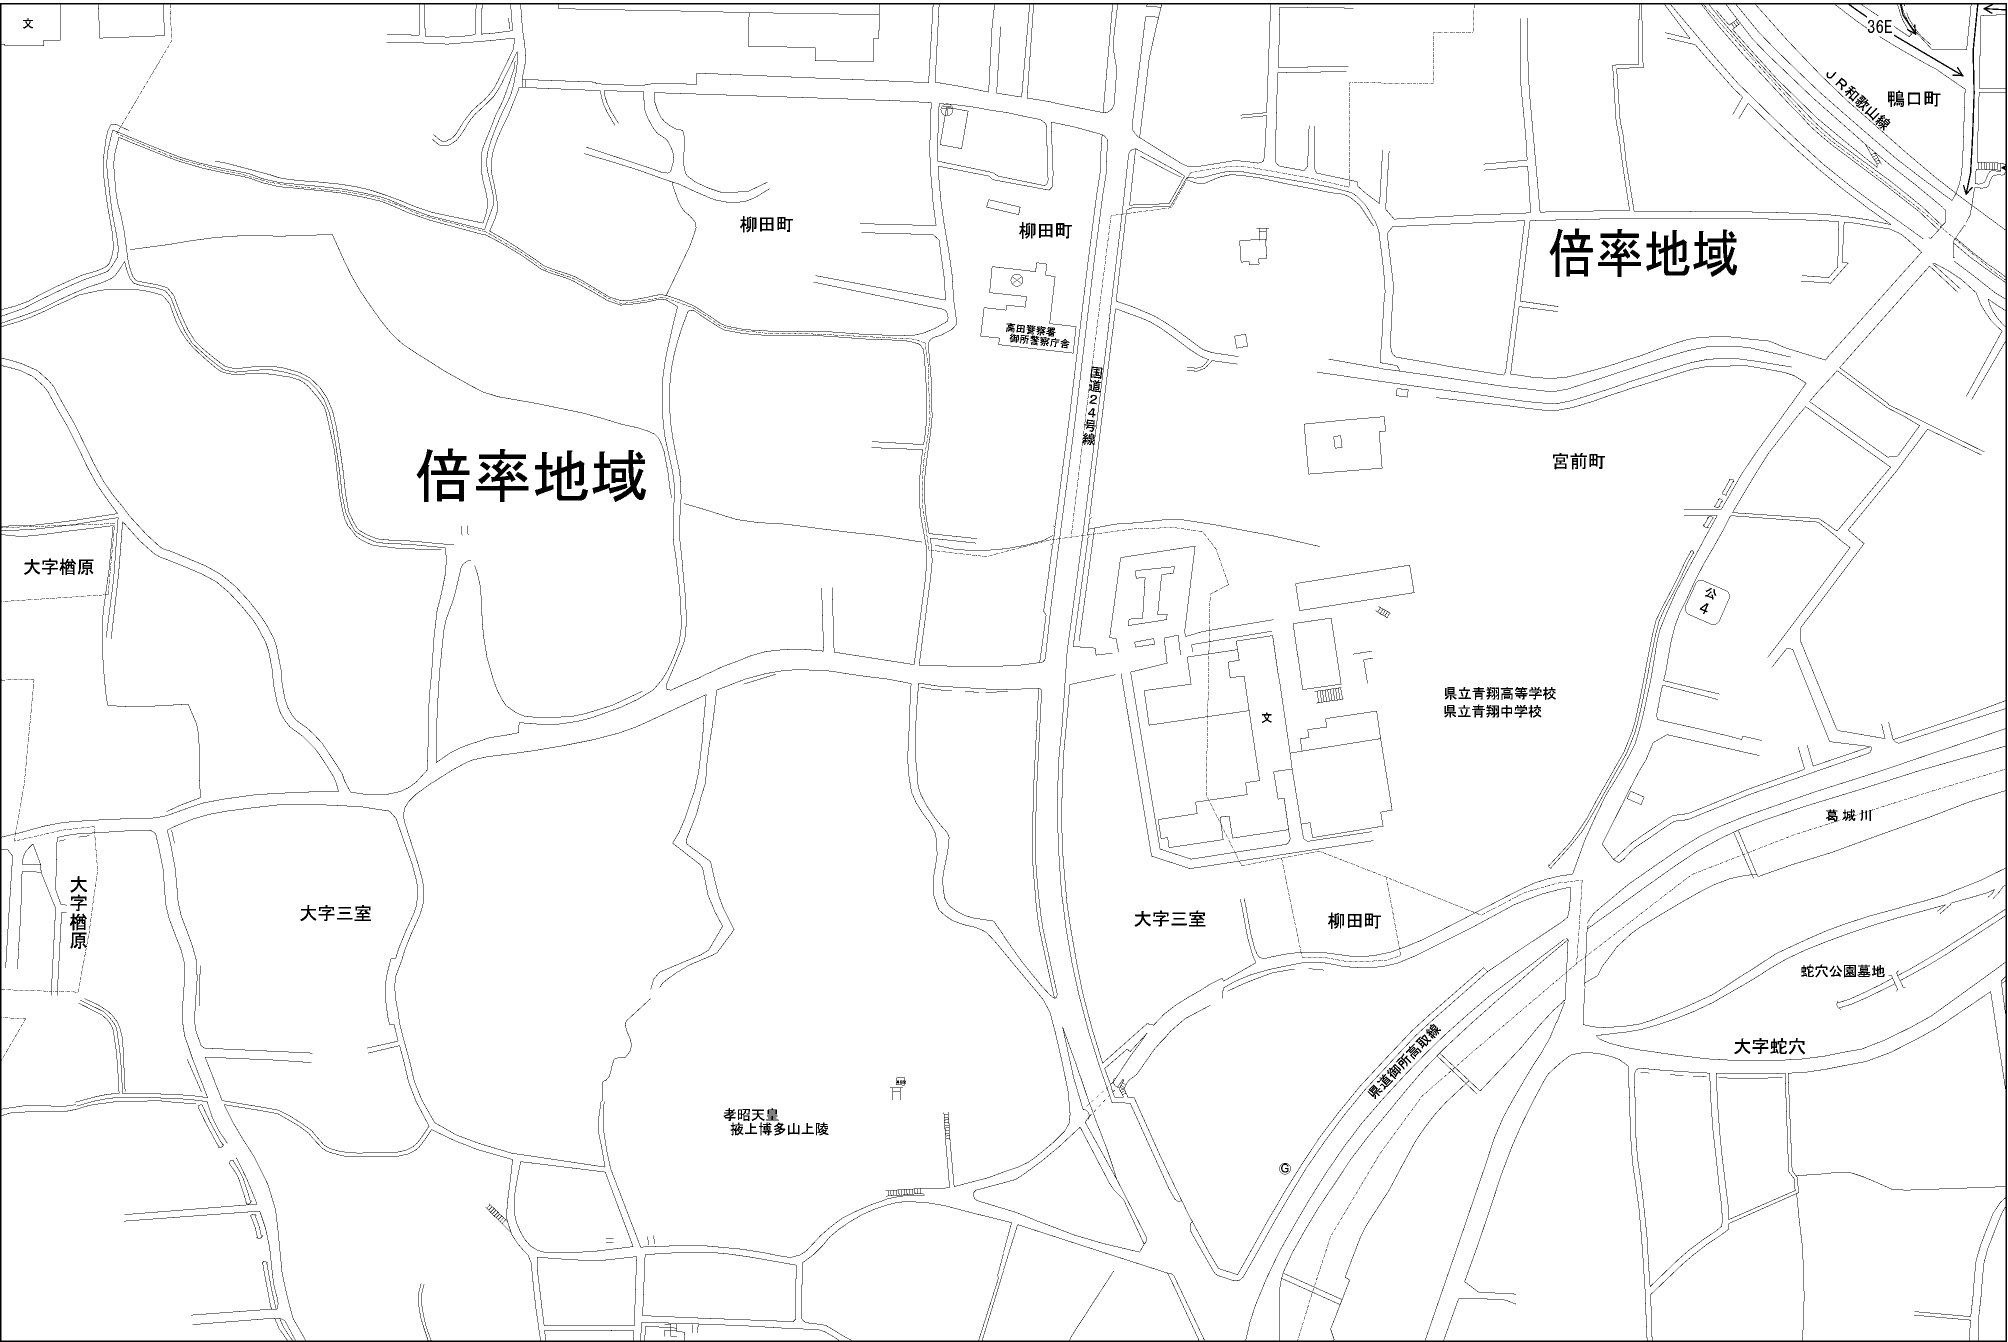 文
36E
JR和歌山線
鴨口町
柳田町
柳田町
倍率地域
高田警察署
御所警察庁舎
国道24号線
倍率地域
宮前町
大字楢原
公
4
県立青翔高等学校
県立青翔中学校
文
葛城川
大字楢原
大字三室
大字三室
柳田町
蛇穴公園墓地
大字蛇穴
県道御所高取線
孝昭天皇
掖上博多山上陵
G